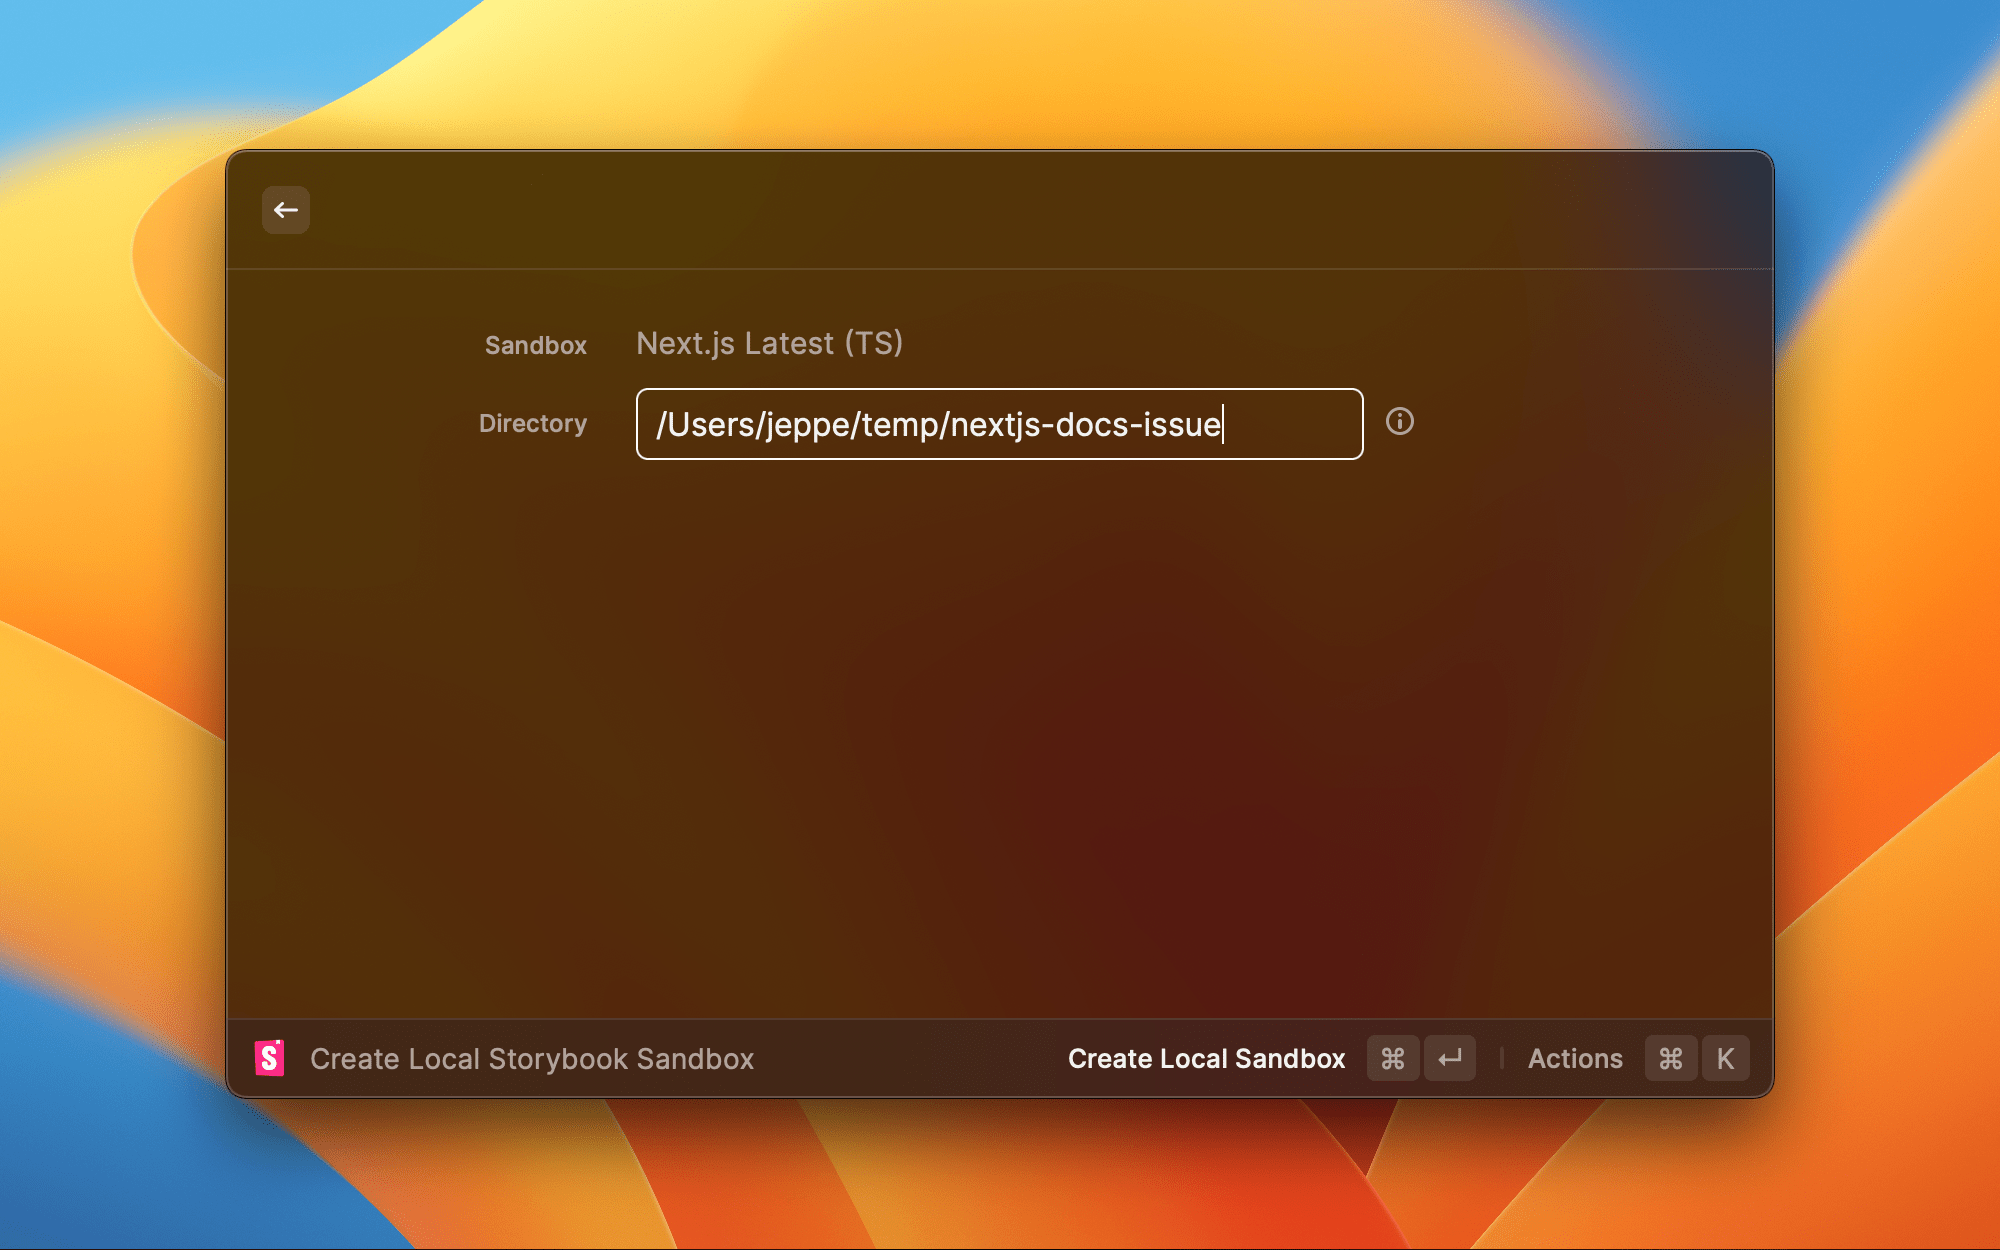 Sandbox Next.js Latest (TS)
Directory /Users/jeppe/temp/nextjs-docs-issue
S Create Local Storybook Sandbox Create Local Sandbox ⌘ ↵ Actions ⌘ K